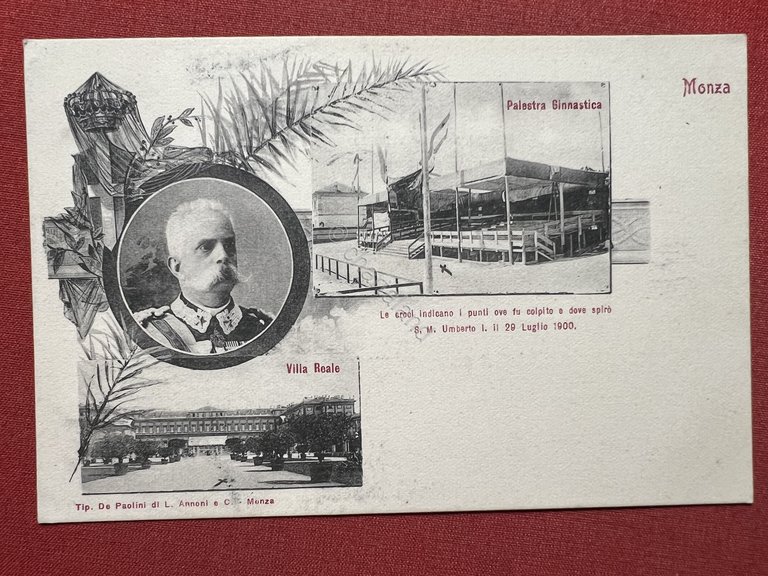 Monza
Palestra Ginnastica
Le croci indicano i punti ove fu colpito e dove spirò
S. M. Umberto I. il 29 Luglio 1900.
Villa Reale
Tip. De Paolini di L. Annoni e C. - Monza